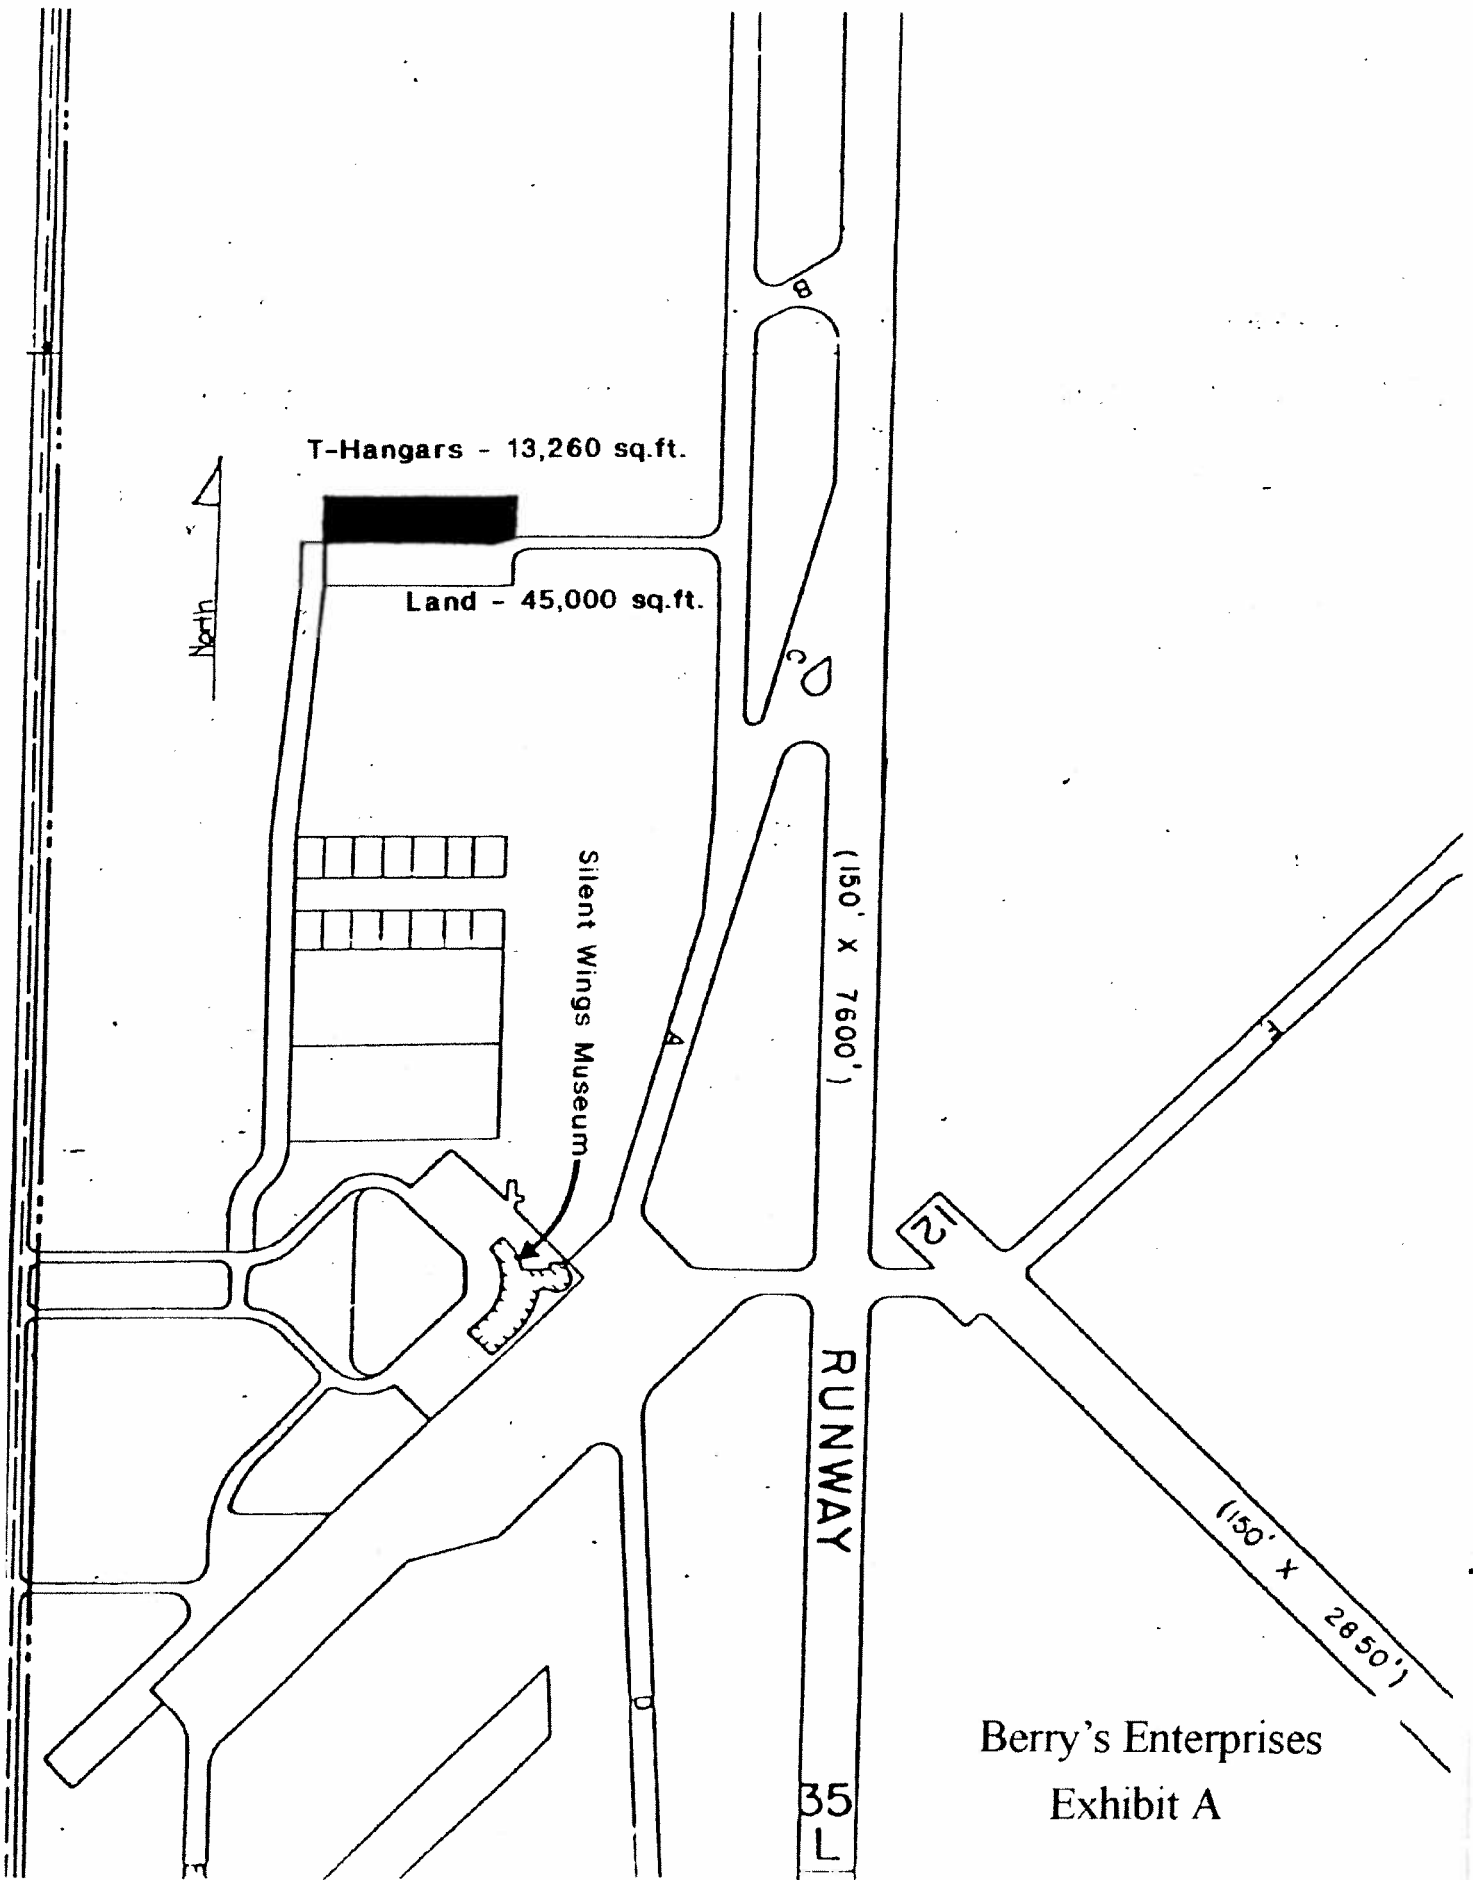 B
T-Hangars - 13,260 sq.ft.
North
Land - 45,000 sq.ft.
C
Silent Wings Museum
(150' X 7600')
A
F
12
RUNWAY
(150' X 2850')
D
Berry's Enterprises
Exhibit A
35
L